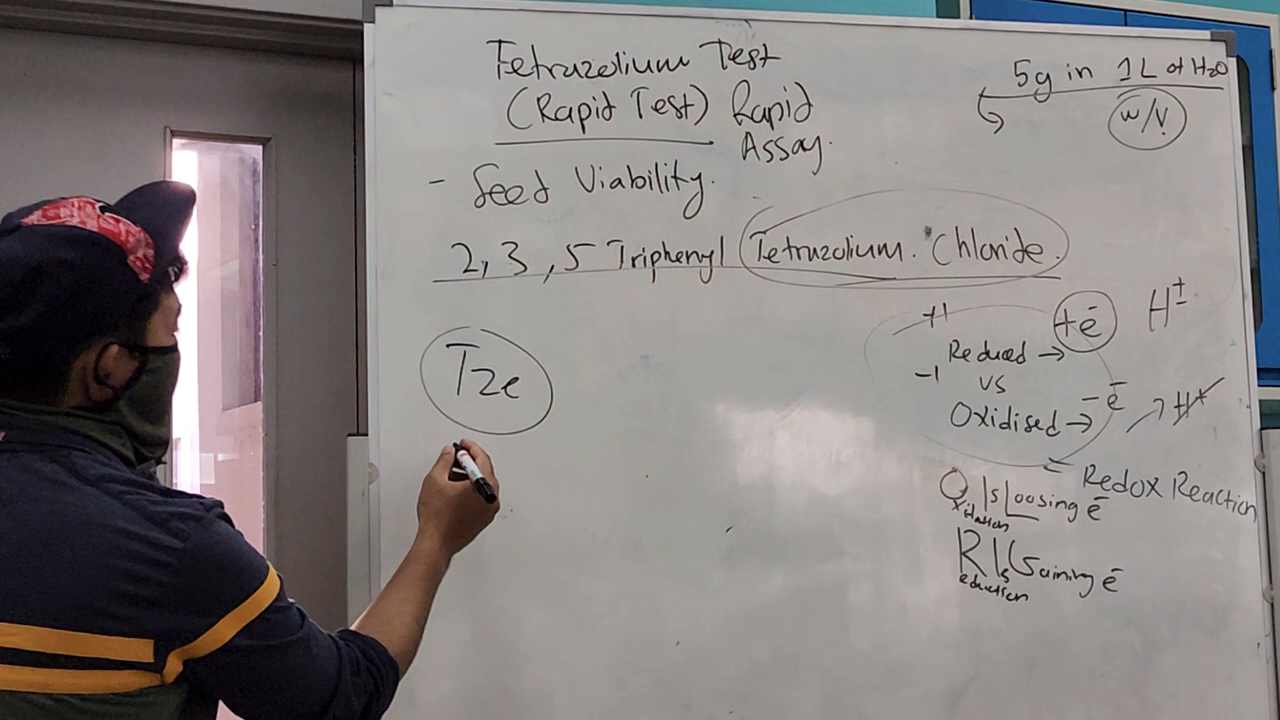 Tetrazolium Test
(Rapid Test) Rapid
Assay.
- Seed Viability.
2,3,5 Triphenyl Tetrazolium. Chloride.
Tze
5g in 1L of H2O
w/v
+1
+e-
H+-
Reduced →
-1
vs
Oxidised → -e- → H+
← Redox Reaction
Oxidation Is Loosing e-
Reduction Is Gaining e-